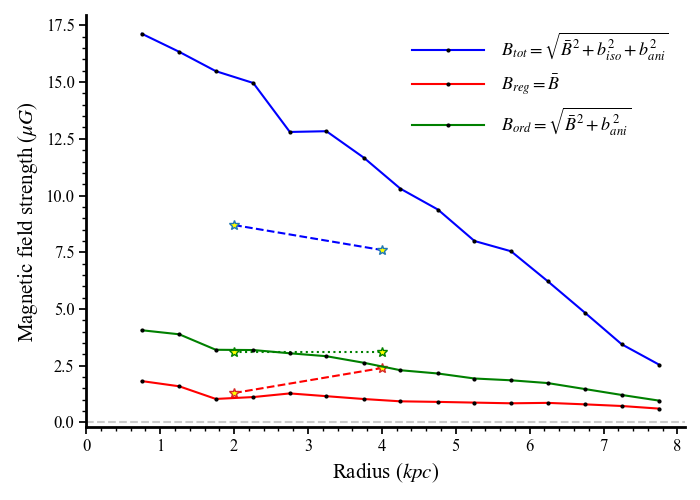 17.5
15.0
12.5
10.0
7.5
5.0
2.5
0.0
Magnetic field strength (μG)
0 1 2 3 4 5 6 7 8
Radius (kpc)
B_tot = √(B̄² + b²_iso + b²_ani)
B_reg = B̄
B_ord = √(B̄² + b²_ani)